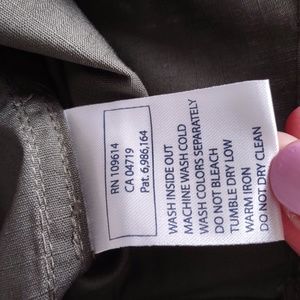 RN 109614
CA 04719
Pat. 6,986,164
WASH INSIDE OUT
MACHINE WASH COLD
WASH COLORS SEPARATELY
DO NOT BLEACH
TUMBLE DRY LOW
WARM IRON
DO NOT DRY CLEAN